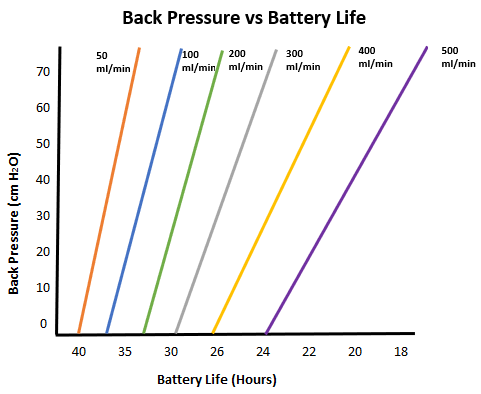 Back Pressure vs Battery Life
50
ml/min
100
ml/min
200
ml/min
300
ml/min
400
ml/min
500
ml/min
Back Pressure (cm H2O)
70
60
50
40
30
20
10
0
40 35 30 26 24 22 20 18
Battery Life (Hours)